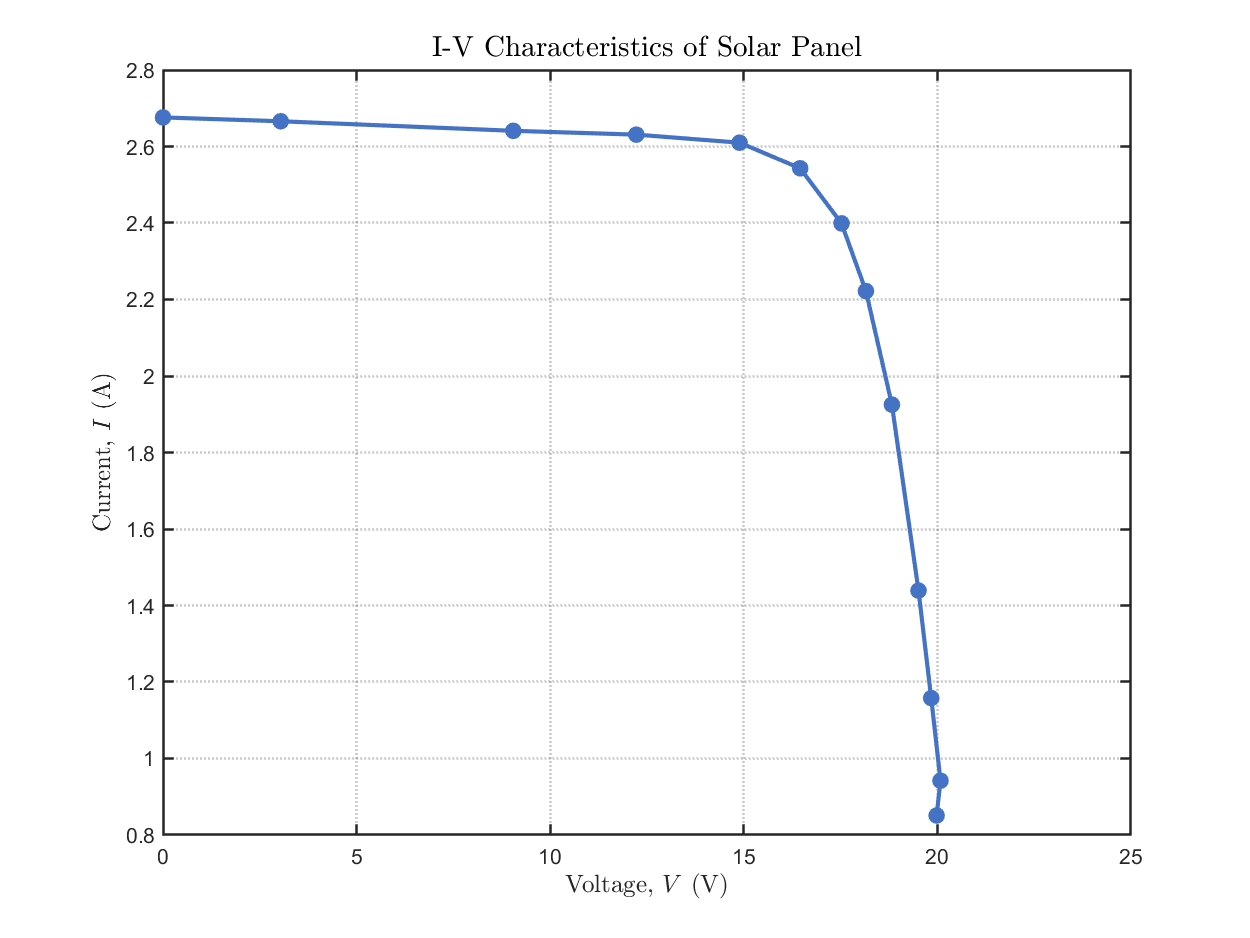 I-V Characteristics of Solar Panel
2.8
2.6
2.4
2.2
2
1.8
1.6
1.4
1.2
1
0.8
Current, I (A)
0 5 10 15 20 25
Voltage, V (V)